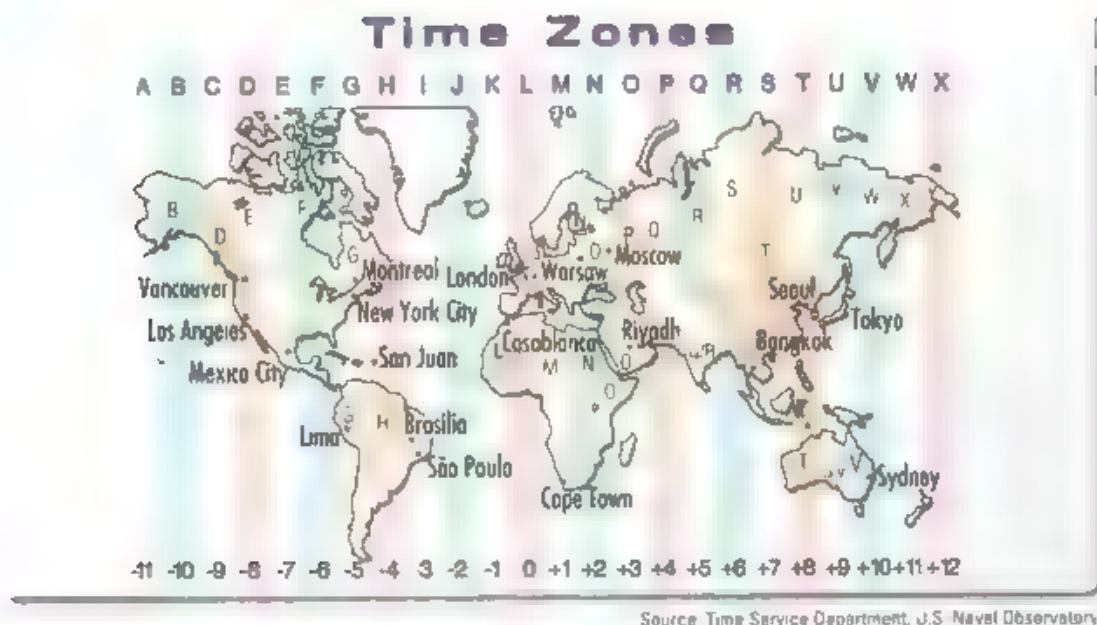 Time Zones
A B C D E F G H I J K L M N O P Q R S T U V W X
B
D
E
F
G
S
R
U
V
W
X
T
P
O
O
Montreal
London
Warsaw
Moscow
Vancouver
New York City
Seoul
Tokyo
Los Angeles
Casablanca
Riyadh
Bangkok
San Juan
Mexico City
L
M
N
O
O
H
Brasilia
Lima
São Paulo
T
V
Sydney
Cape Town
-11 -10 -9 -8 -7 -6 -5 -4 3 -2 -1 0 +1 +2 +3 +4 +5 +6 +7 +8 +9 +10 +11 +12
Source Time Service Department, U.S. Naval Observatory